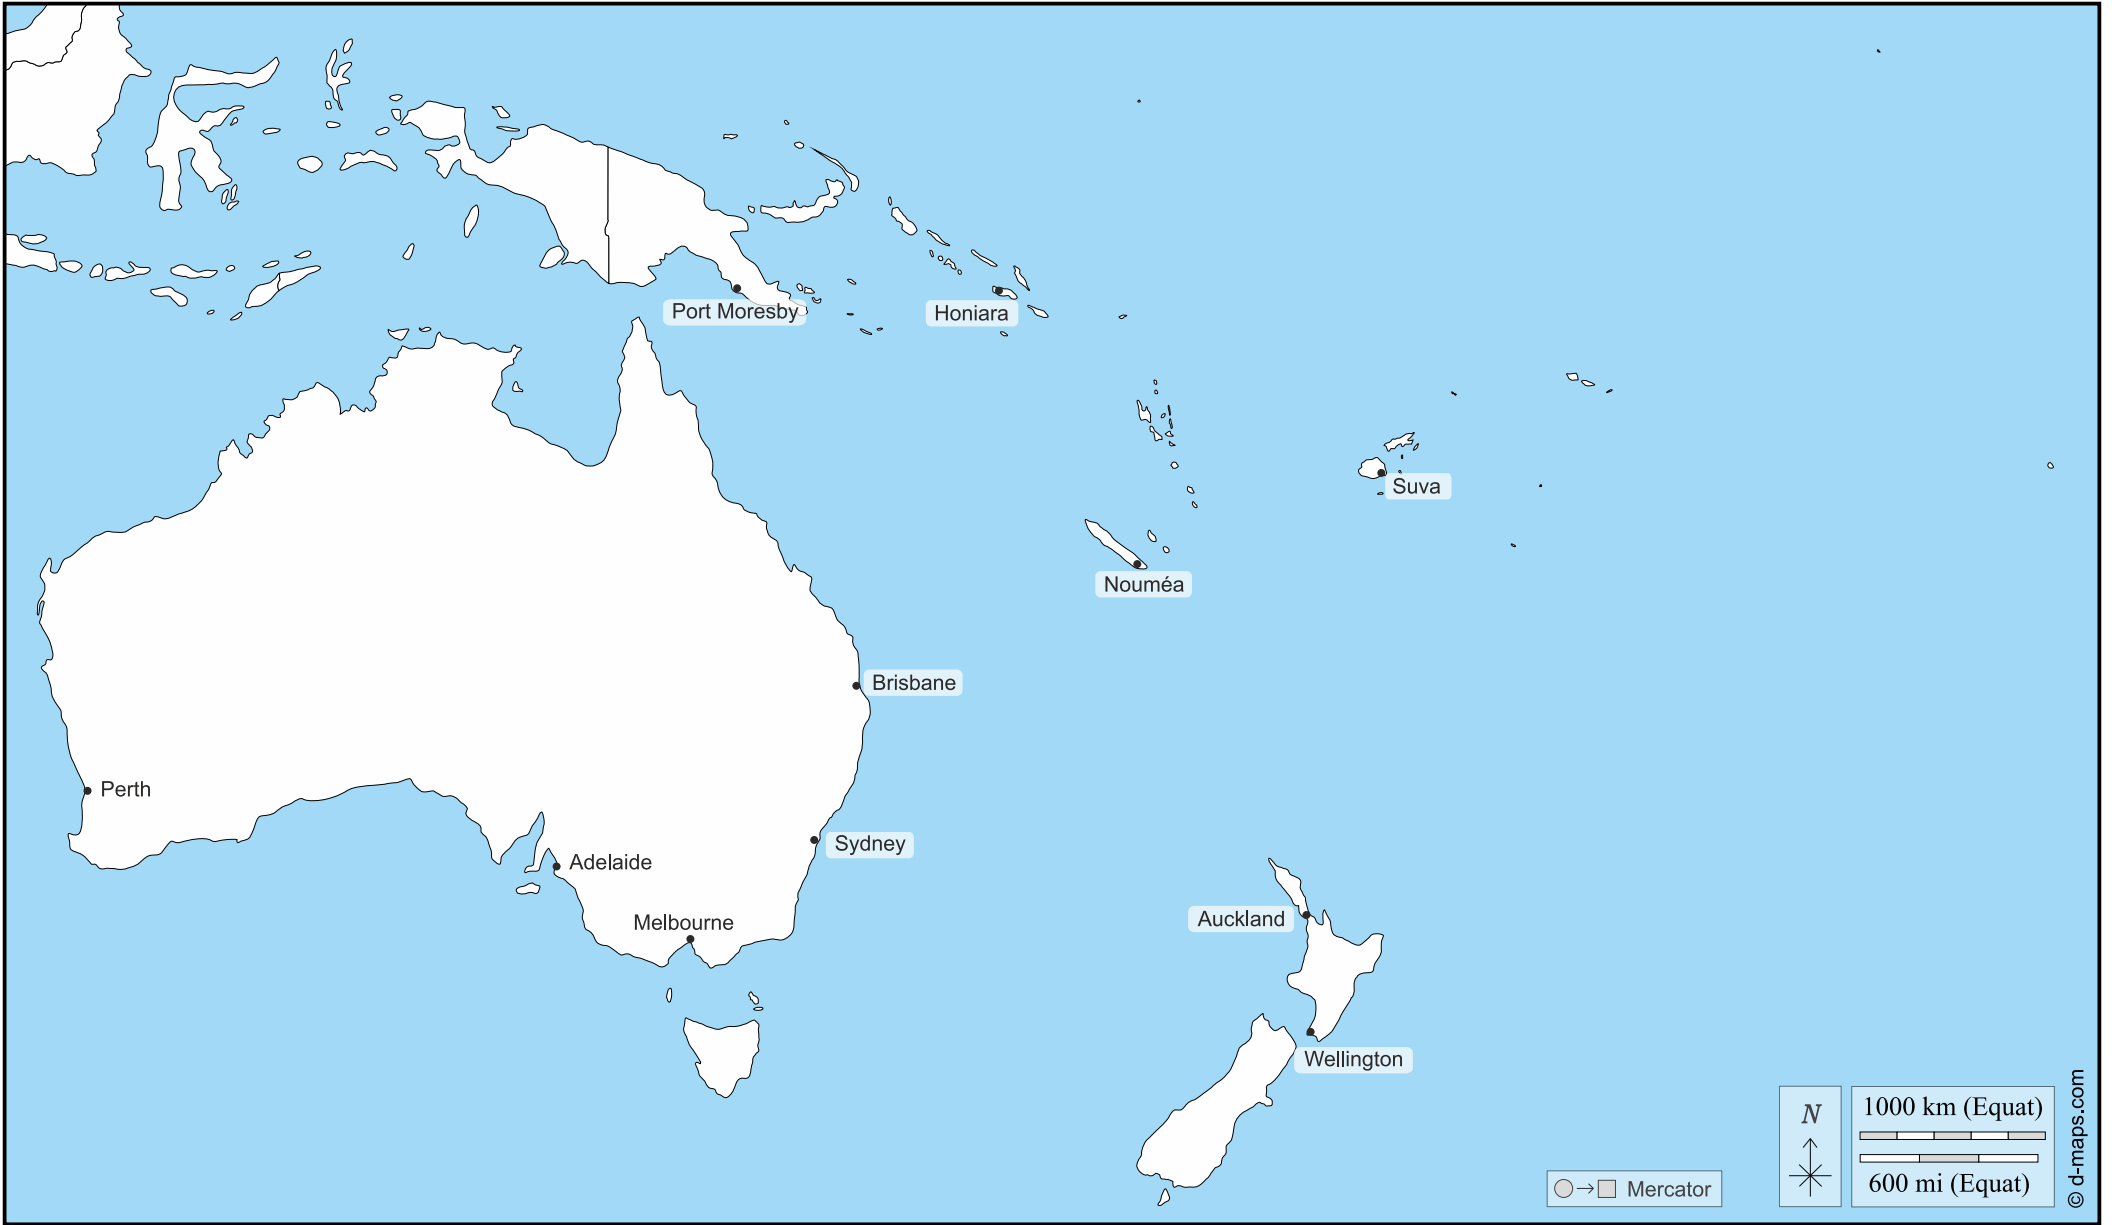 Port Moresby
Honiara
Suva
Nouméa
Brisbane
Perth
Sydney
Adelaide
Auckland
Melbourne
Wellington
N
1000 km (Equat)
600 mi (Equat)
Mercator
© d-maps.com